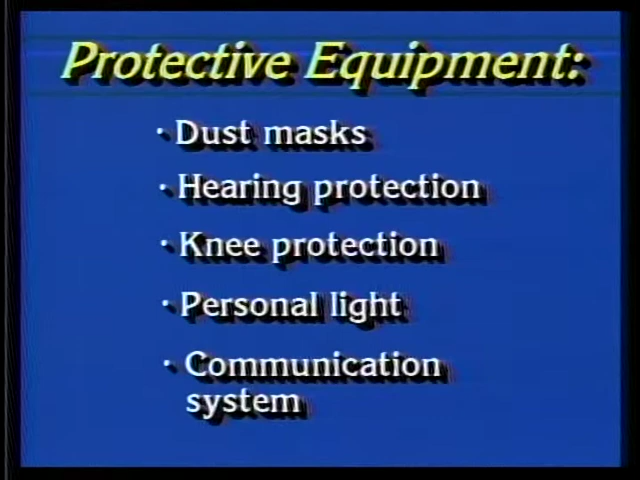 Protective Equipment:
· Dust masks
· Hearing protection
· Knee protection
· Personal light
· Communication
system